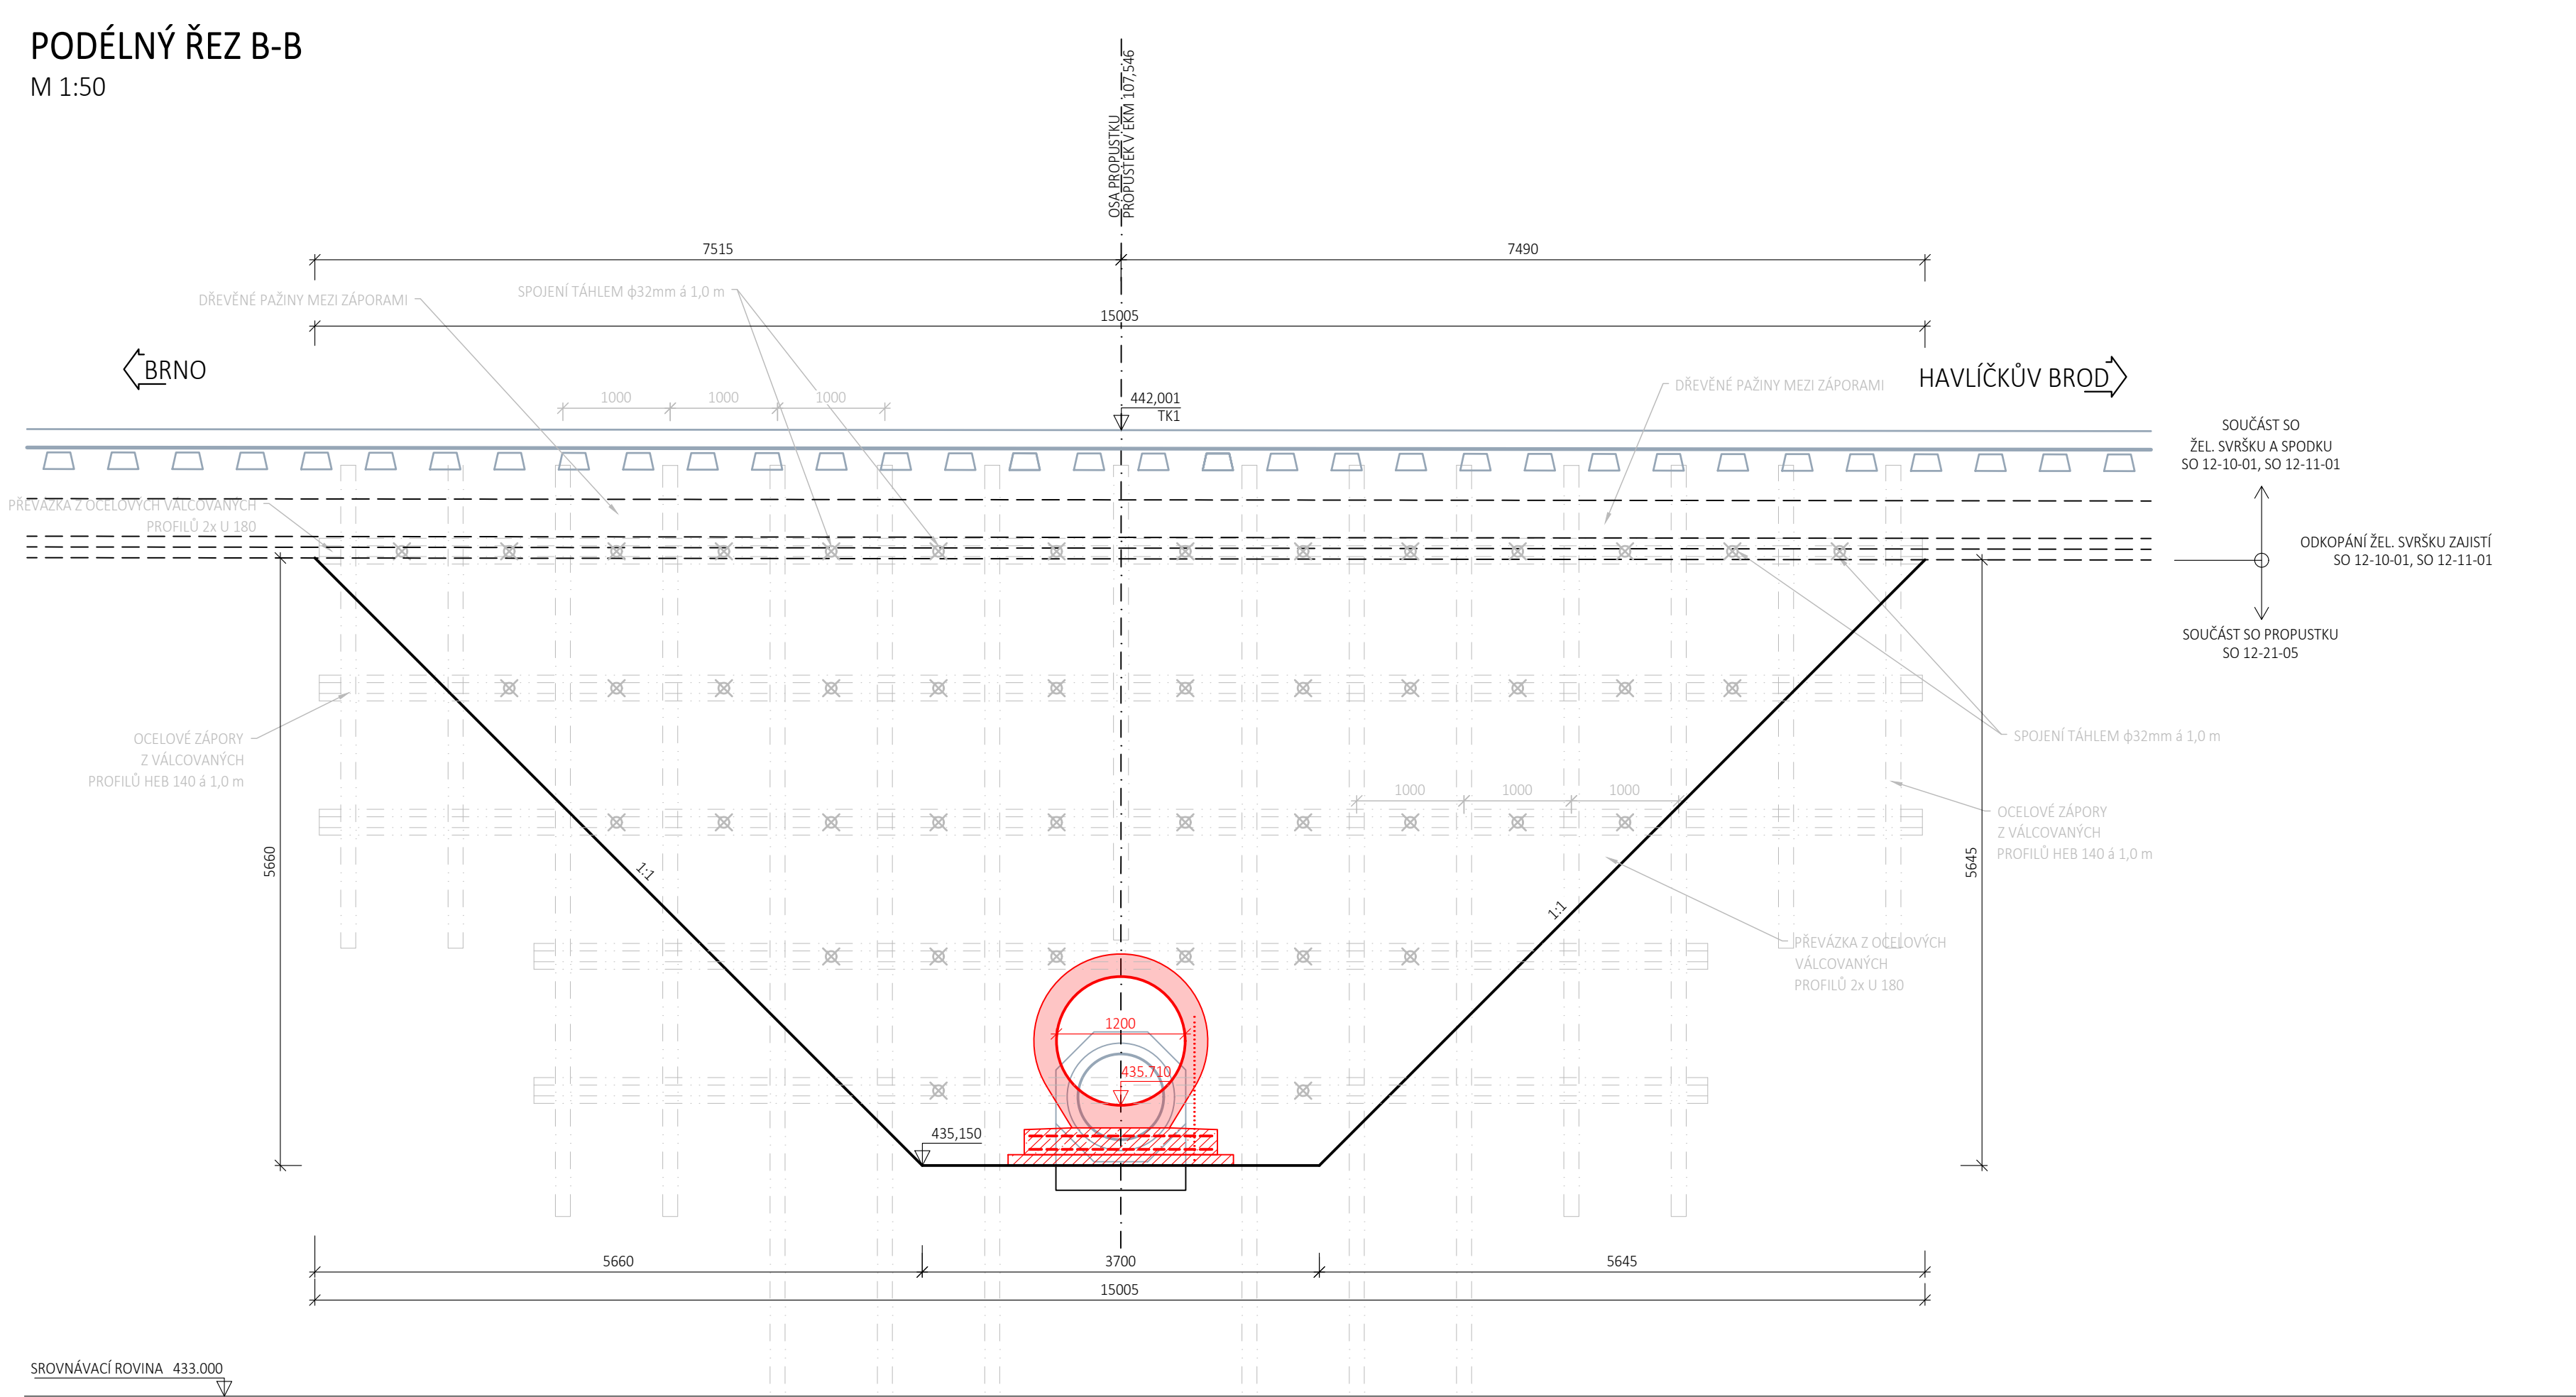 PODÉLNÝ ŘEZ B-B
M 1:50
OSA PROPUSTKU
PROPUSTEK V EKM 107,546
7515
7490
DŘEVĚNÉ PAŽINY MEZI ZÁPORAMI
SPOJENÍ TÁHLEM ϕ32mm á 1,0 m
15005
BRNO
HAVLÍČKŮV BROD
DŘEVĚNÉ PAŽINY MEZI ZÁPORAMI
1000
1000
1000
442,001
TK1
SOUČÁST SO
ŽEL. SVRŠKU A SPODKU
SO 12-10-01, SO 12-11-01
PŘEVÁZKA Z OCELOVÝCH VÁLCOVANÝCH
PROFILŮ 2x U 180
ODKOPÁNÍ ŽEL. SVRŠKU ZAJISTÍ
SO 12-10-01, SO 12-11-01
SOUČÁST SO PROPUSTKU
SO 12-21-05
OCELOVÉ ZÁPORY
Z VÁLCOVANÝCH
PROFILŮ HEB 140 á 1,0 m
SPOJENÍ TÁHLEM ϕ32mm á 1,0 m
1000
1000
1000
OCELOVÉ ZÁPORY
Z VÁLCOVANÝCH
PROFILŮ HEB 140 á 1,0 m
5660
1:1
1:1
5645
PŘEVÁZKA Z OCELOVÝCH
VÁLCOVANÝCH
PROFILŮ 2x U 180
1200
435.710
435,150
5660
3700
5645
15005
SROVNÁVACÍ ROVINA 433.000